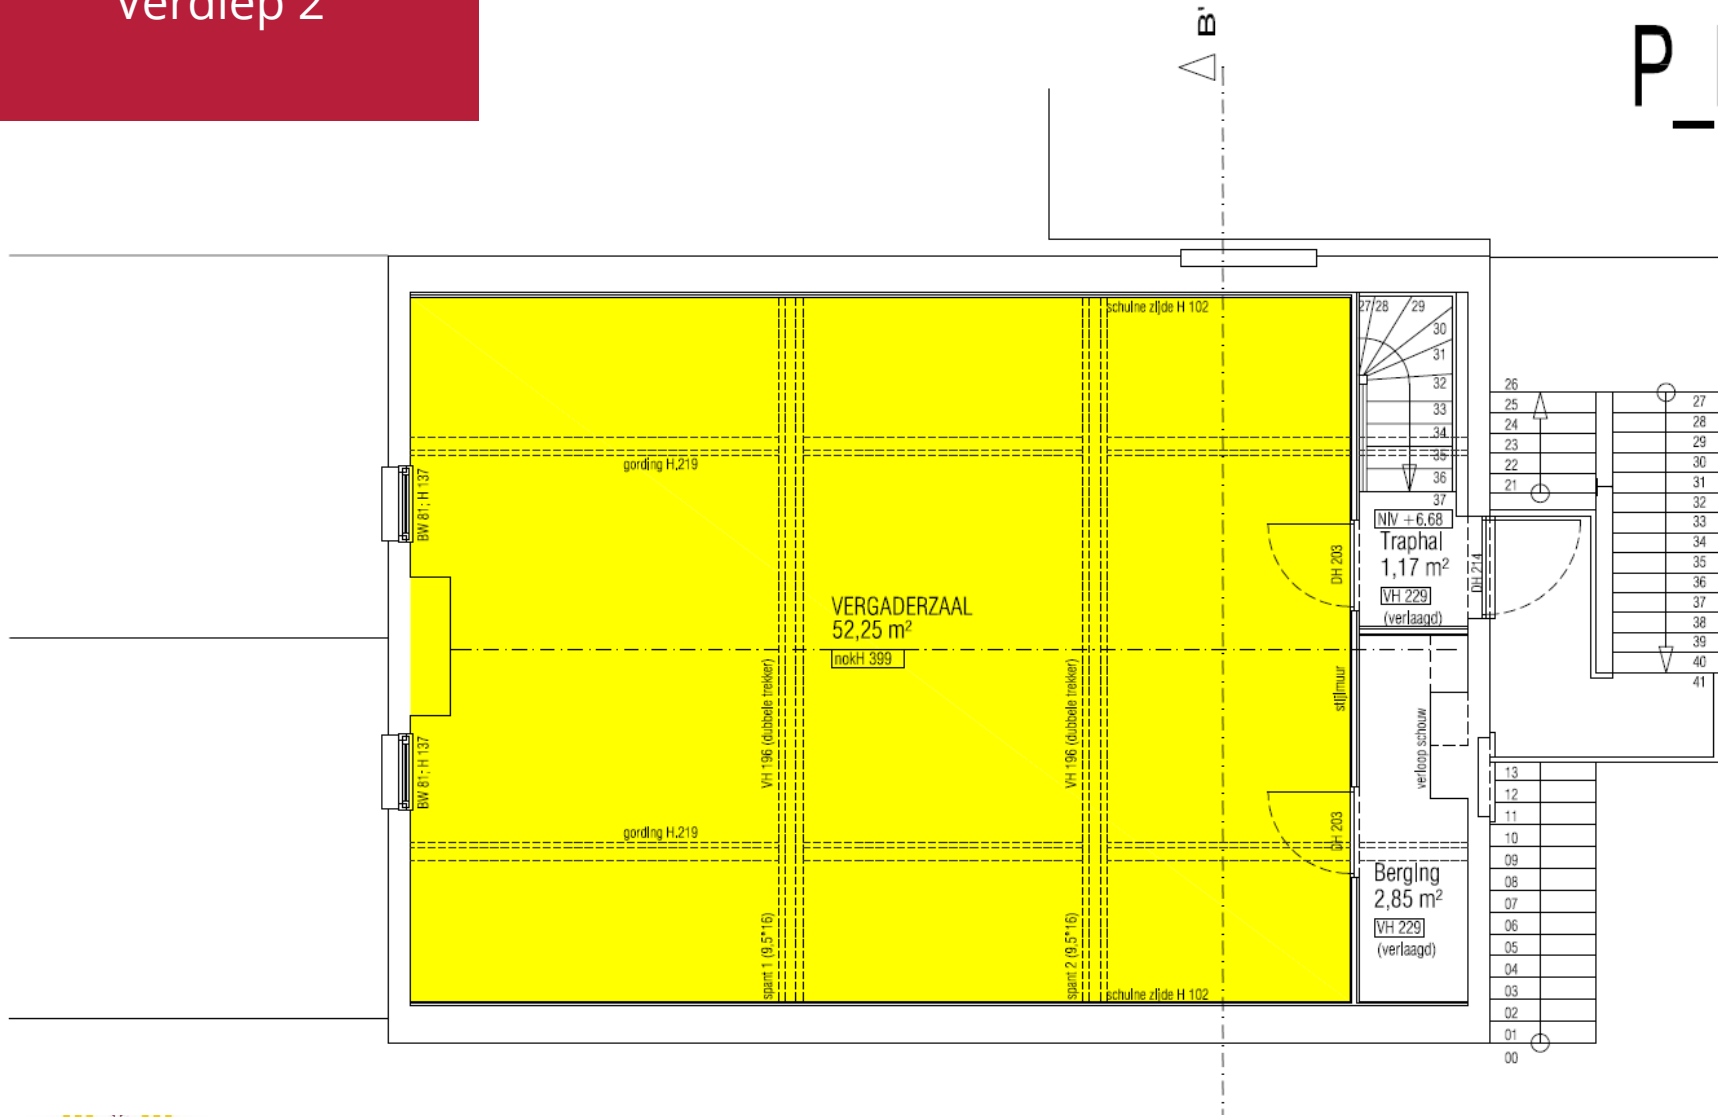 Verdiep 2
B'
P_
schuine zijde H 102
27 28 29
30
31
32
33
34
35
36
37
gording H.219
BW 81; H 137
NIV +6.68
Traphal
1,17 m²
VH 229
(verlaagd)
DH 203
DH 214
VERGADERZAAL
52,25 m²
nokH 399
VH 196 (dubbele trekker)
VH 196 (dubbele trekker)
stijlmuur
verloop schouw
BW 81; H 137
gording H.219
DH 203
Berging
2,85 m²
VH 229
(verlaagd)
spant 1 (9,5*16)
spant 2 (9,5*16)
schuine zijde H 102
26
25
24
23
22
21
27
28
29
30
31
32
33
34
35
36
37
38
39
40
41
13
12
11
10
09
08
07
06
05
04
03
02
01
00